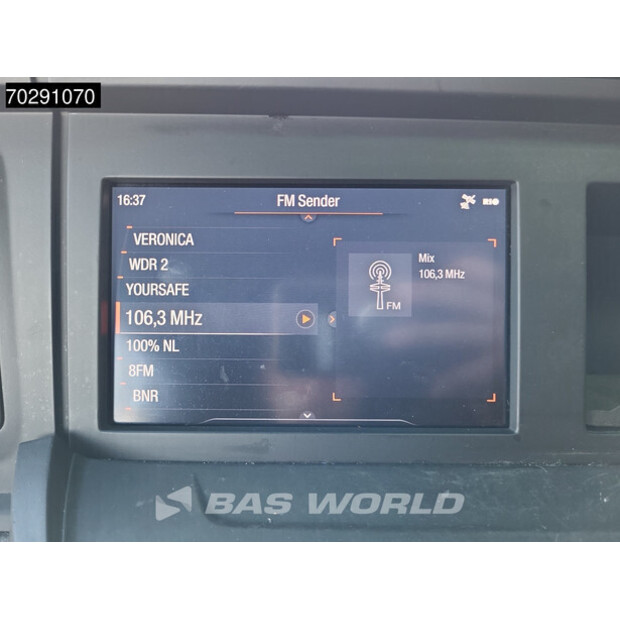 70291070
16:37
FM Sender
RIO
VERONICA
WDR 2
YOURSAFE
106,3 MHz
100% NL
8FM
BNR
Mix
106,3 MHz
FM
BAS WORLD